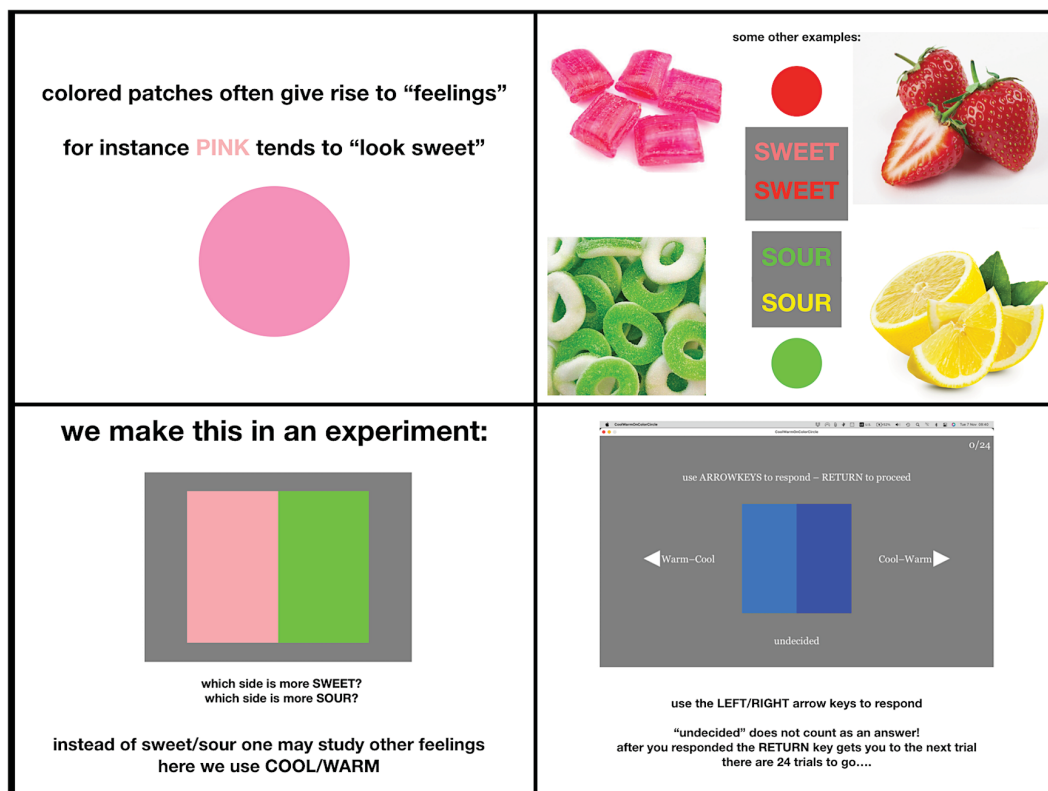 colored patches often give rise to “feelings”
for instance PINK tends to “look sweet”
some other examples:
SWEET
SWEET
SOUR
SOUR
we make this in an experiment:
which side is more SWEET?
which side is more SOUR?
instead of sweet/sour one may study other feelings
here we use COOL/WARM
CoolWarmOnColorCircle
CoolWarmOnColorCircle
0/24
use ARROWKEYS to respond – RETURN to proceed
Warm–Cool
Cool–Warm
undecided
use the LEFT/RIGHT arrow keys to respond
“undecided” does not count as an answer!
after you responded the RETURN key gets you to the next trial
there are 24 trials to go....